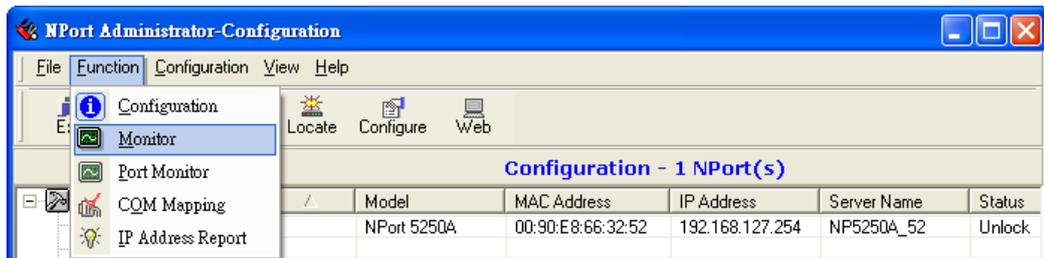 NPort Administrator-Configuration
File Function Configuration View Help
Configuration
Monitor
Port Monitor
COM Mapping
IP Address Report
Locate Configure Web
Configuration - 1 NPort(s)
Model MAC Address IP Address Server Name Status
NPort 5250A 00:90:E8:66:32:52 192.168.127.254 NP5250A_52 Unlock